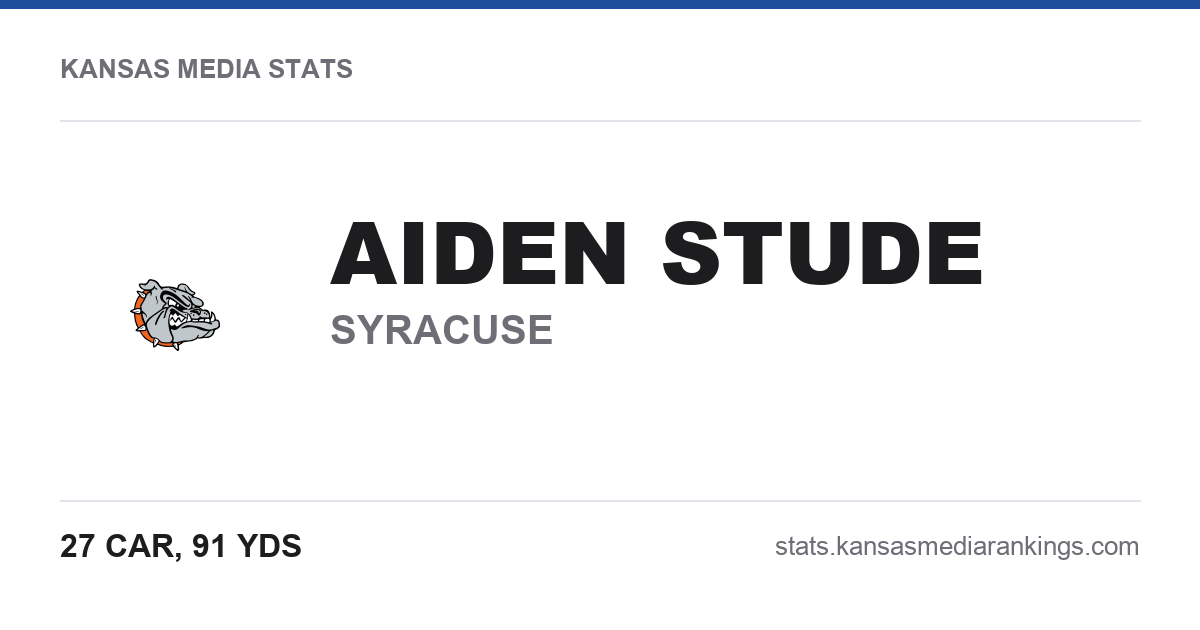 KANSAS MEDIA STATS
AIDEN STUDE
SYRACUSE
27 CAR, 91 YDS
stats.kansasmediarankings.com